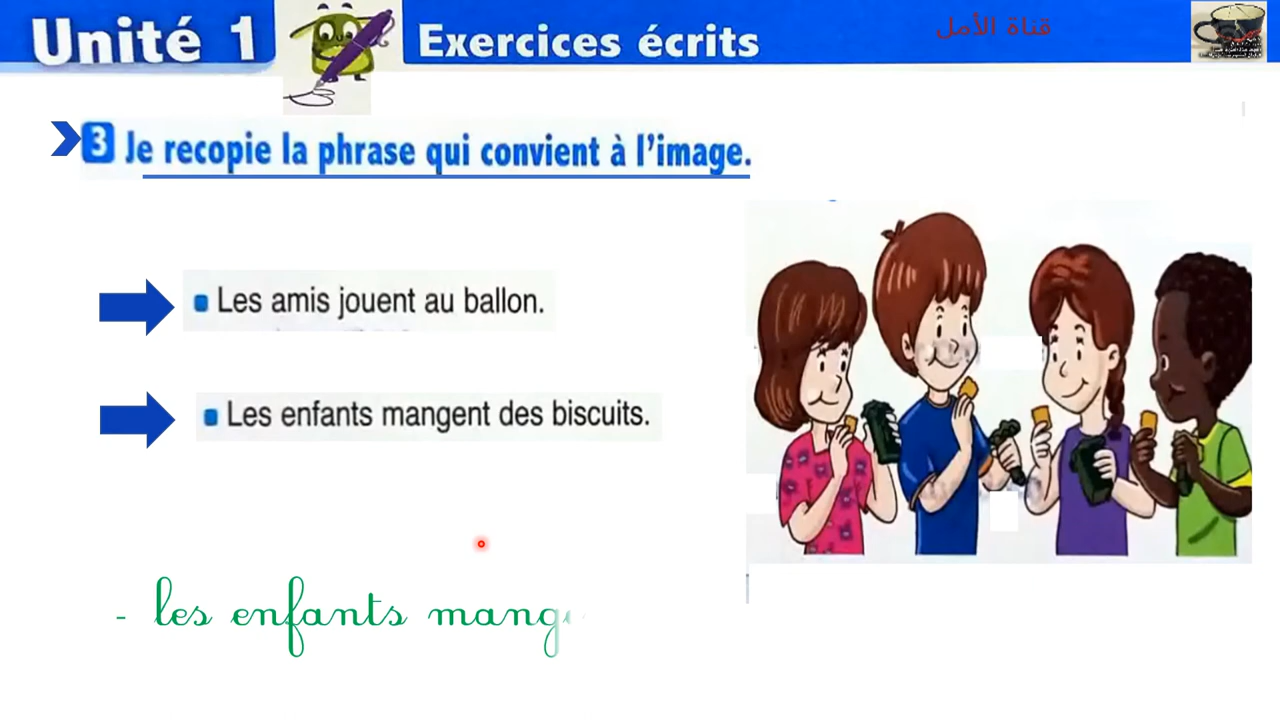 Unité 1
Exercices écrits
قناة الأمل
3 Je recopie la phrase qui convient à l'image.
Les amis jouent au ballon.
Les enfants mangent des biscuits.
- les enfants mang